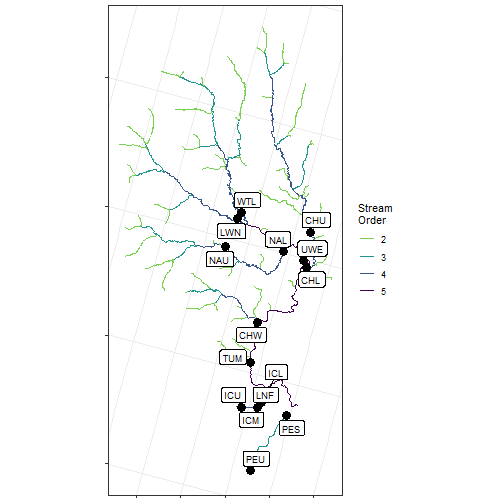 WTL
CHU
LWN
NAL
UWE
NAU
CHL
CHW
TUM
ICL
ICU
LNF
ICM
PES
PEU
Stream
Order
2
3
4
5